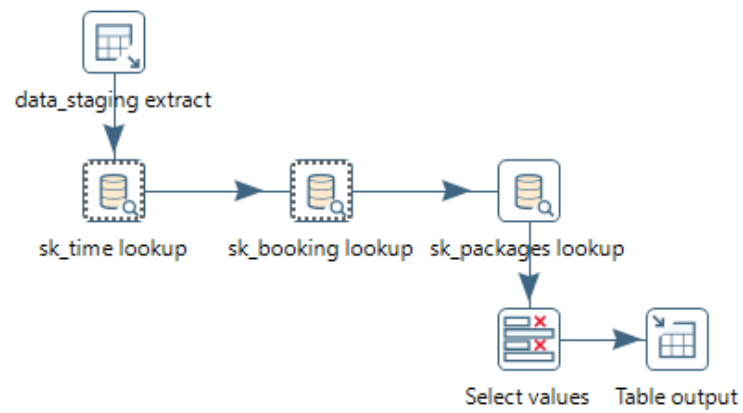 data_staging extract
sk_time lookup
sk_booking lookup
sk_packages lookup
Select values
Table output